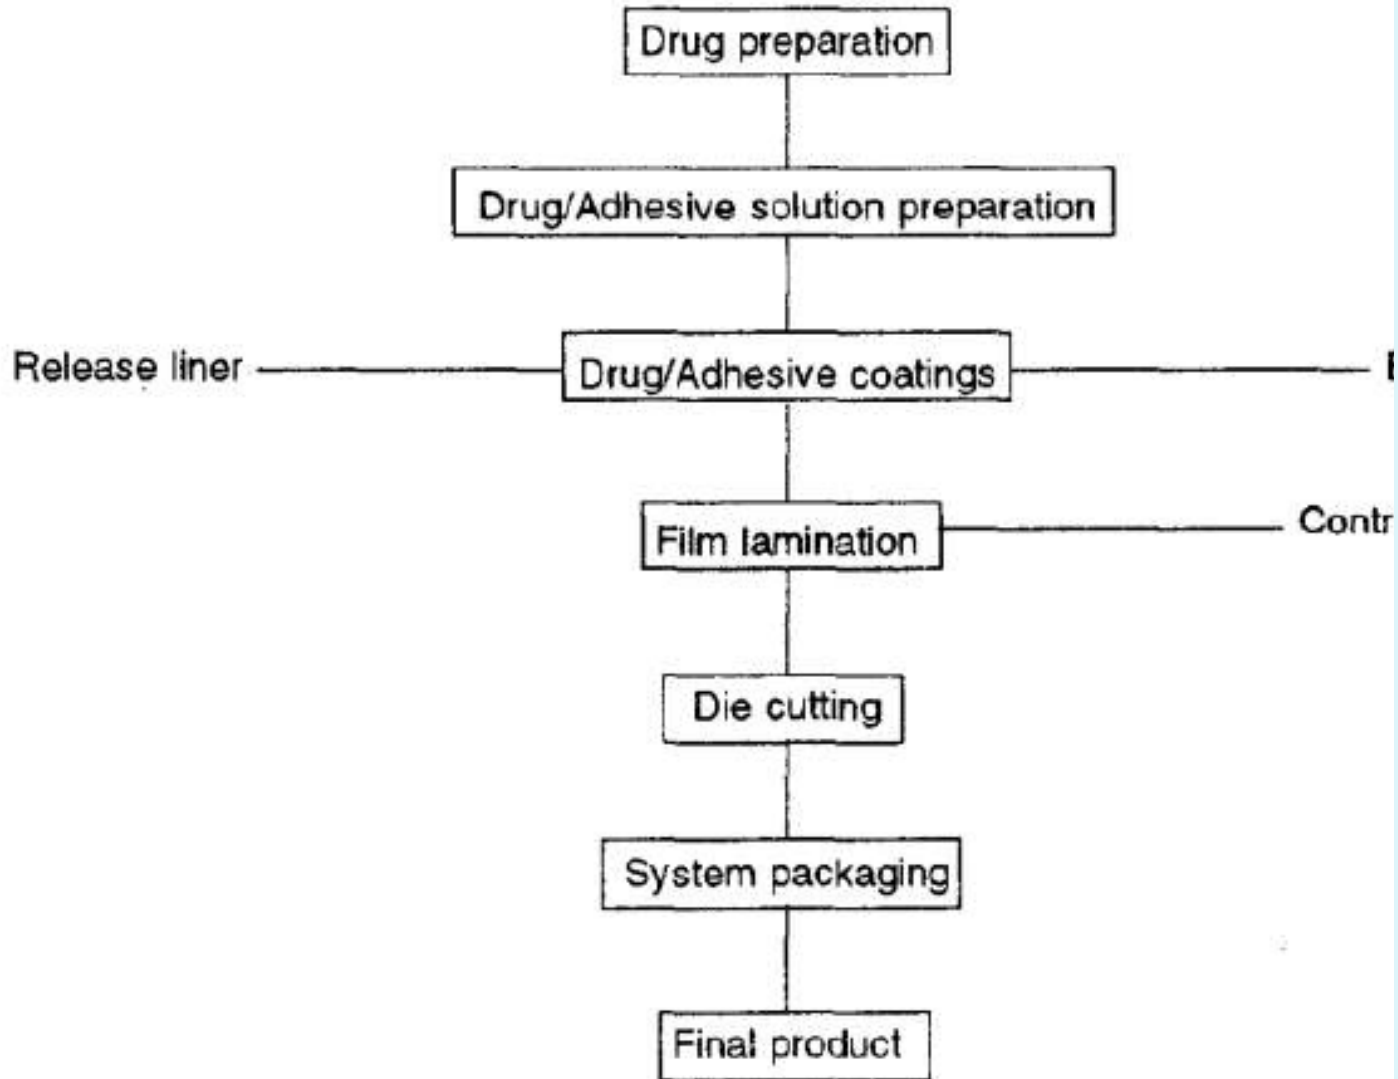 Drug preparation
Drug/Adhesive solution preparation
Release liner
Drug/Adhesive coatings
Film lamination
Contr
Die cutting
System packaging
Final product